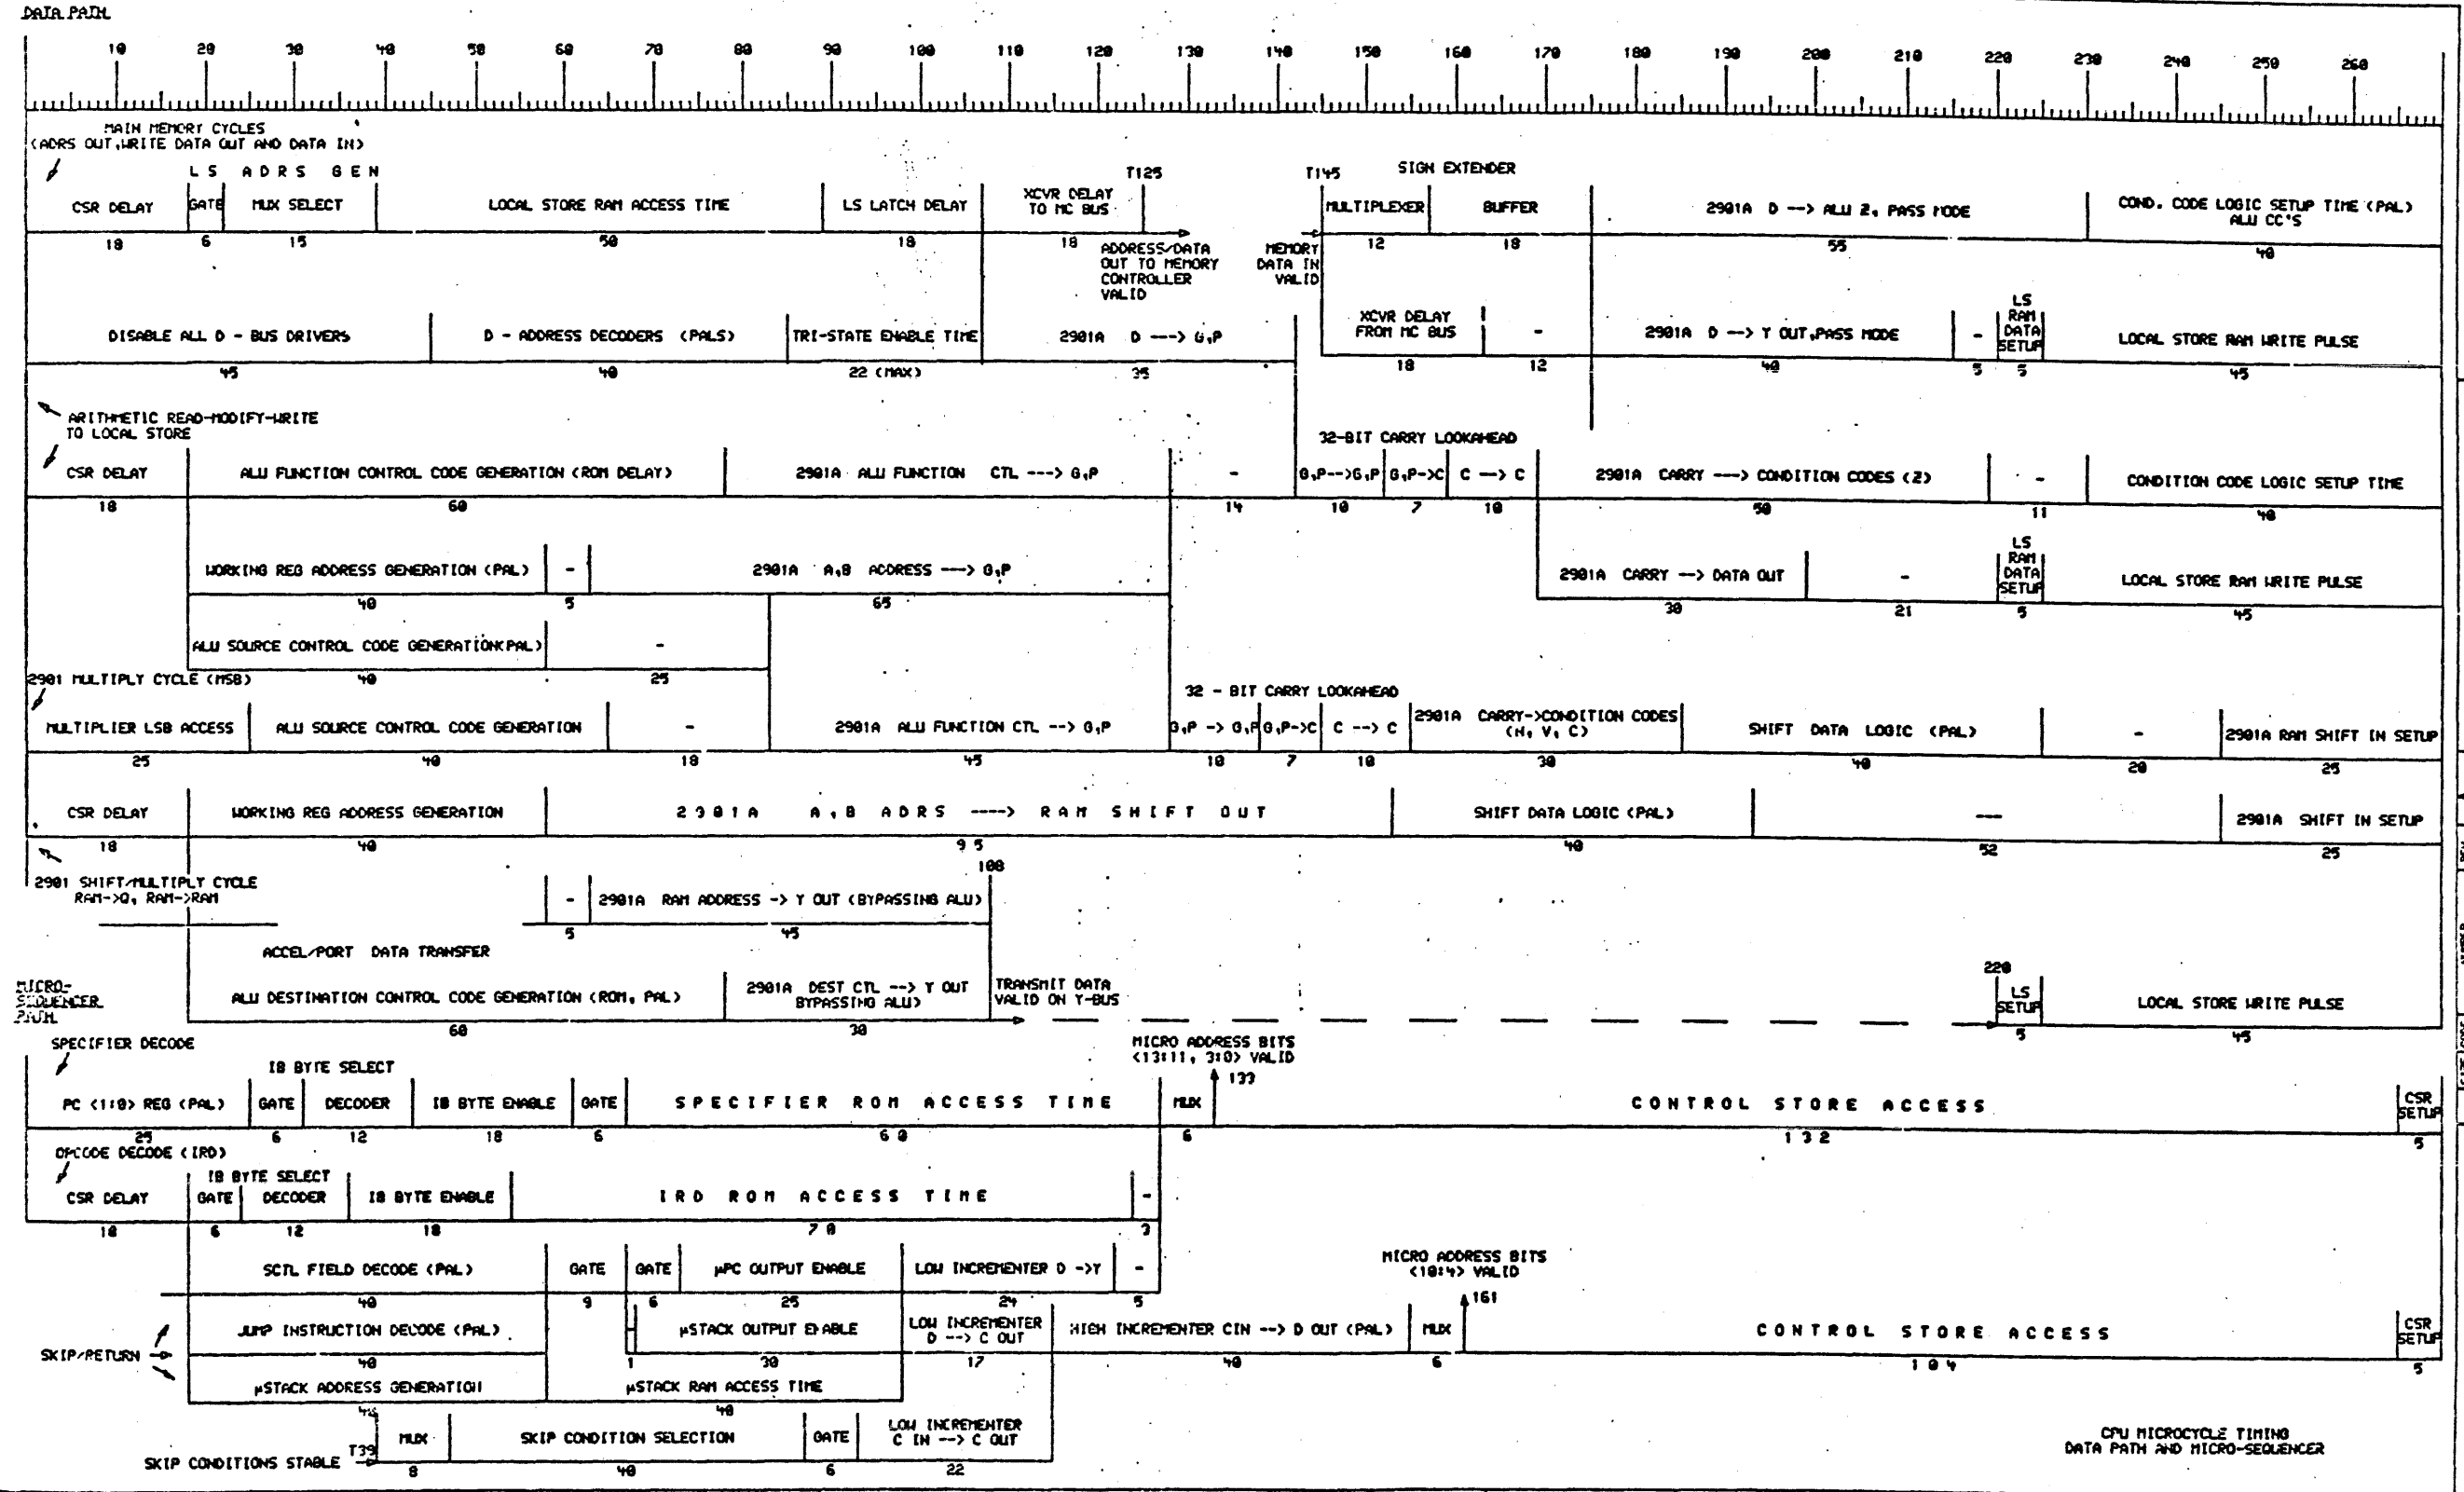 DATA PATH
10 20 30 40 50 60 70 80 90 100 110 120 130 140 150 160 170 180 190 200 210 220 230 240 250 260
MAIN MEMORY CYCLES
(ADRS OUT,WRITE DATA OUT AND DATA IN)
LS ADRS GEN
T125
T145
SIGN EXTENDER
CSR DELAY
GATE
MUX SELECT
LOCAL STORE RAM ACCESS TIME
LS LATCH DELAY
XCVR DELAY
TO MC BUS
MULTIPLEXER
BUFFER
2901A D --> ALU Z, PASS MODE
COND. CODE LOGIC SETUP TIME (PAL)
ALU CC'S
18 6 15 50 18 18 12 18 55 40
ADDRESS/DATA
OUT TO MEMORY
CONTROLLER
VALID
MEMORY
DATA IN
VALID
DISABLE ALL D - BUS DRIVERS
D - ADDRESS DECODERS (PALS)
TRI-STATE ENABLE TIME
2901A D ---> G,P
XCVR DELAY
FROM MC BUS
-
2901A D --> Y OUT,PASS MODE
-
LS
RAM
DATA
SETUP
LOCAL STORE RAM WRITE PULSE
45 40 22 (MAX) 35 18 12 40 5 5 45
ARITHMETIC READ-MODIFY-WRITE
TO LOCAL STORE
32-BIT CARRY LOOKAHEAD
CSR DELAY
ALU FUNCTION CONTROL CODE GENERATION (ROM DELAY)
2901A ALU FUNCTION CTL ---> G,P
-
G,P-->G,P
G,P->C
C --> C
2901A CARRY ---> CONDITION CODES (Z)
-
CONDITION CODE LOGIC SETUP TIME
18 60 14 10 7 10 50 11 40
WORKING REG ADDRESS GENERATION (PAL)
-
2901A A,B ADDRESS ---> G,P
2901A CARRY --> DATA OUT
-
LS
RAM
DATA
SETUP
LOCAL STORE RAM WRITE PULSE
40 5 65 30 21 5 45
ALU SOURCE CONTROL CODE GENERATION(PAL)
-
40 25
2901 MULTIPLY CYCLE (MSB)
32 - BIT CARRY LOOKAHEAD
MULTIPLIER LSB ACCESS
ALU SOURCE CONTROL CODE GENERATION
-
2901A ALU FUNCTION CTL --> G,P
G,P -> G,P
G,P->C
C --> C
2901A CARRY->CONDITION CODES
(N, V, C)
SHIFT DATA LOGIC (PAL)
-
2901A RAM SHIFT IN SETUP
25 40 18 45 10 7 10 30 40 20 25
CSR DELAY
WORKING REG ADDRESS GENERATION
2901A A,B ADRS ----> RAM SHIFT OUT
SHIFT DATA LOGIC (PAL)
---
2901A SHIFT IN SETUP
18 40 95 40 52 25
2901 SHIFT/MULTIPLY CYCLE
RAM->Q, RAM->RAM
108
-
2901A RAM ADDRESS -> Y OUT (BYPASSING ALU)
5 45
ACCEL/PORT DATA TRANSFER
MICRO-
SEQUENCER
PATH
ALU DESTINATION CONTROL CODE GENERATION (ROM, PAL)
2901A DEST CTL --> Y OUT
BYPASSING ALU)
TRANSMIT DATA
VALID ON Y-BUS
220
LS
SETUP
LOCAL STORE WRITE PULSE
60 30 5 45
SPECIFIER DECODE
IB BYTE SELECT
MICRO ADDRESS BITS
<13:11, 3:0> VALID
133
PC <1:0> REG (PAL)
GATE
DECODER
IB BYTE ENABLE
GATE
SPECIFIER ROM ACCESS TIME
MUX
CONTROL STORE ACCESS
CSR
SETUP
25 6 12 18 6 60 6 132 5
OPCODE DECODE (IRD)
IB BYTE SELECT
CSR DELAY
GATE
DECODER
IB BYTE ENABLE
IRD ROM ACCESS TIME
-
18 6 12 18 70 3
SCTL FIELD DECODE (PAL)
GATE
GATE
µPC OUTPUT ENABLE
LOW INCREMENTER D ->Y
-
MICRO ADDRESS BITS
<10:4> VALID
161
40 9 6 25 24 5
SKIP/RETURN
JUMP INSTRUCTION DECODE (PAL)
µSTACK OUTPUT ENABLE
LOW INCREMENTER
D --> C OUT
HIGH INCREMENTER CIN --> D OUT (PAL)
MUX
CONTROL STORE ACCESS
CSR
SETUP
40 1 30 17 40 6 104 5
µSTACK ADDRESS GENERATION
µSTACK RAM ACCESS TIME
40
SKIP CONDITIONS STABLE
T39
MUX
SKIP CONDITION SELECTION
GATE
LOW INCREMENTER
C IN --> C OUT
8 40 6 22
CPU MICROCYCLE TIMING
DATA PATH AND MICRO-SEQUENCER